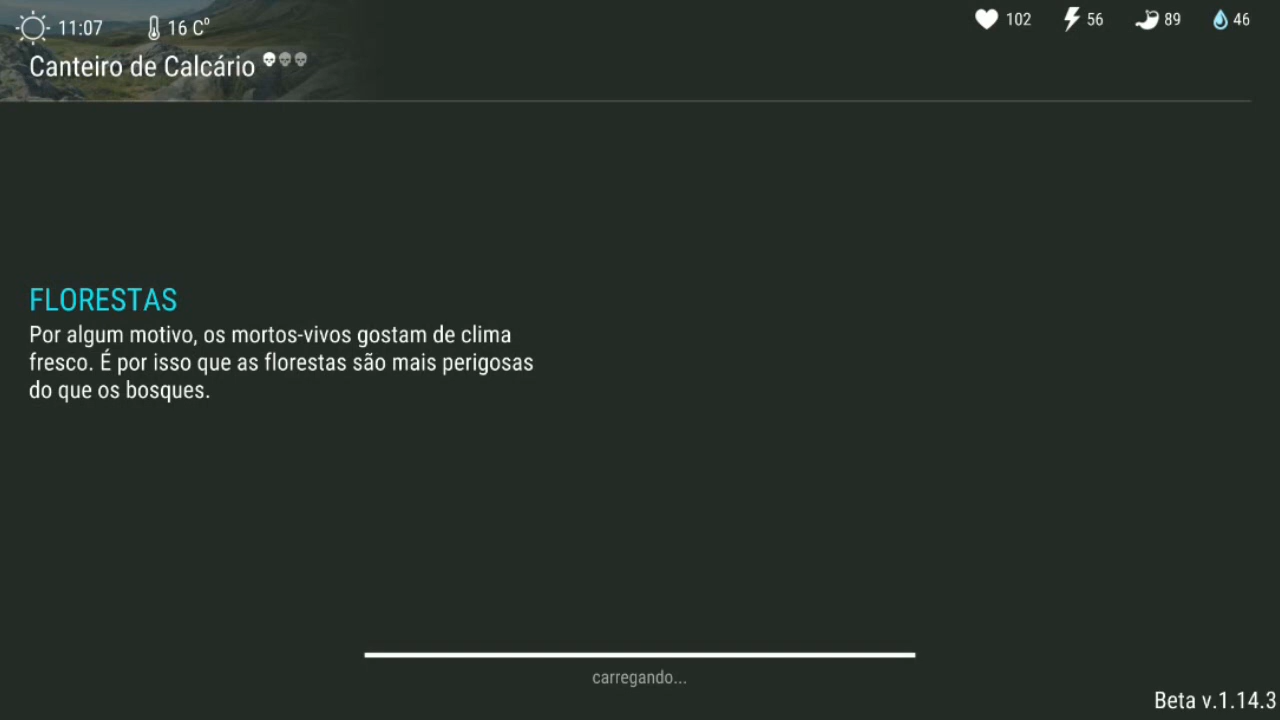 11:07 16 Cº 102 56 89 46
Canteiro de Calcário
FLORESTAS
Por algum motivo, os mortos-vivos gostam de clima
fresco. É por isso que as florestas são mais perigosas
do que os bosques.
carregando...
Beta v.1.14.3